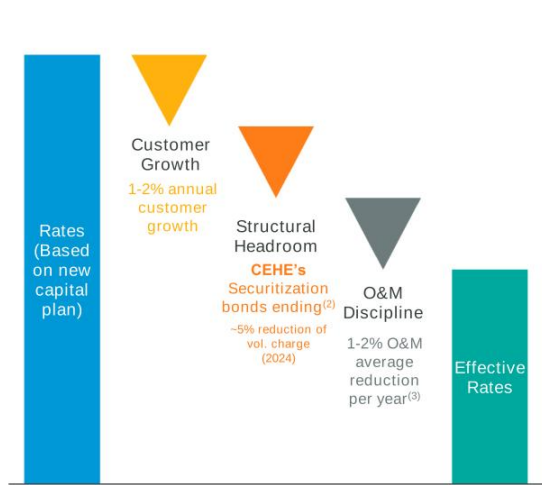 Rates
(Based
on new
capital
plan)
Customer
Growth
1-2% annual
customer
growth
Structural
Headroom
CEHE's
Securitization
bonds ending(2)
~5% reduction of
vol. charge
(2024)
O&M
Discipline
1-2% O&M
average
reduction
per year(3)
Effective
Rates